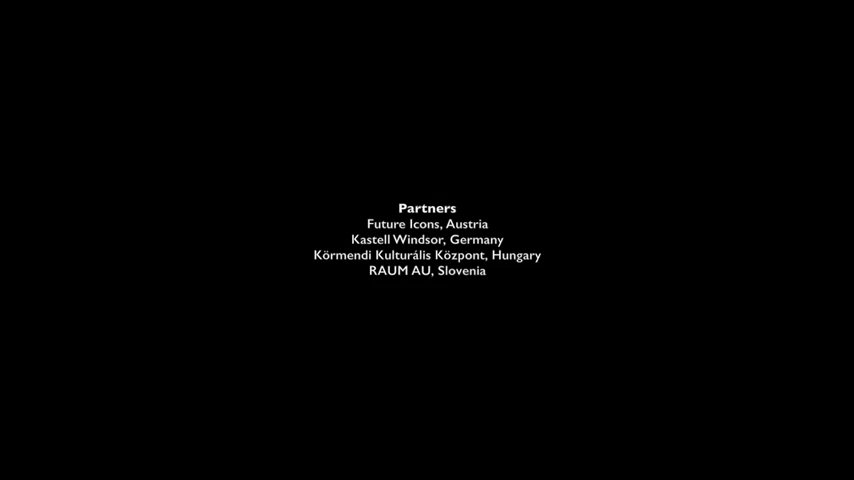 Partners
Future Icons, Austria
Kastell Windsor, Germany
Körmendi Kulturális Központ, Hungary
RAUM AU, Slovenia